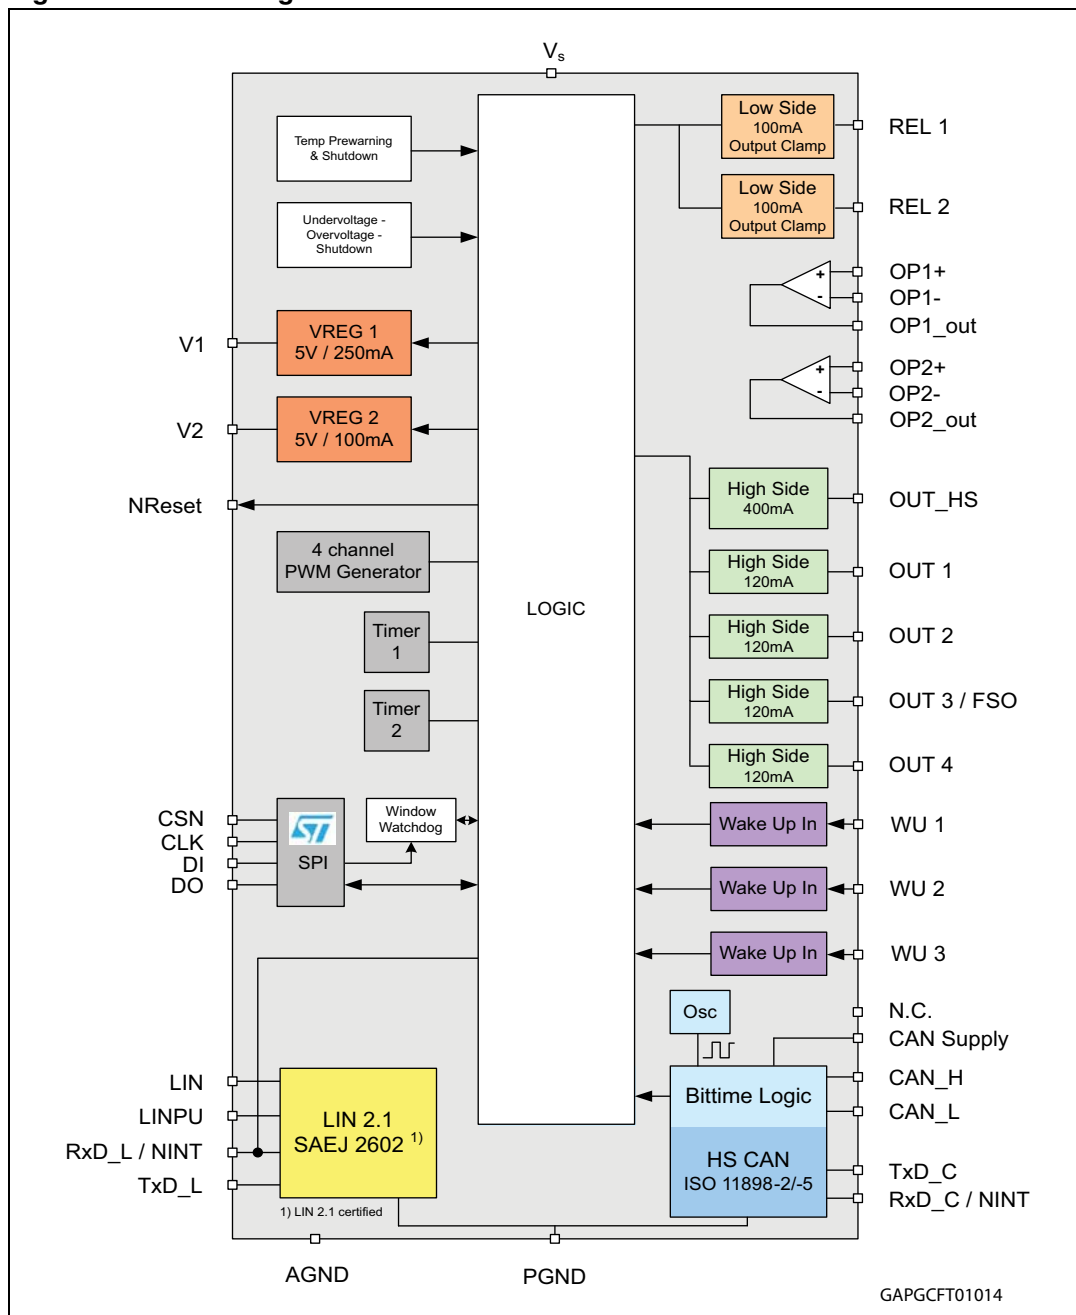 Vs
Temp Prewarning
& Shutdown
Undervoltage -
Overvoltage -
Shutdown
V1
VREG 1
5V / 250mA
V2
VREG 2
5V / 100mA
NReset
4 channel
PWM Generator
Timer
1
Timer
2
CSN
CLK
DI
DO
ST
SPI
Window
Watchdog
LIN
LINPU
RxD_L / NINT
TxD_L
LIN 2.1
SAEJ 2602 1)
1) LIN 2.1 certified
AGND
PGND
LOGIC
Low Side
100mA
Output Clamp
REL 1
Low Side
100mA
Output Clamp
REL 2
+
-
OP1+
OP1-
OP1_out
+
-
OP2+
OP2-
OP2_out
High Side
400mA
OUT_HS
High Side
120mA
OUT 1
High Side
120mA
OUT 2
High Side
120mA
OUT 3 / FSO
High Side
120mA
OUT 4
Wake Up In
WU 1
Wake Up In
WU 2
Wake Up In
WU 3
N.C.
Osc
CAN Supply
Bittime Logic
CAN_H
CAN_L
HS CAN
ISO 11898-2/-5
TxD_C
RxD_C / NINT
GAPGCFT01014